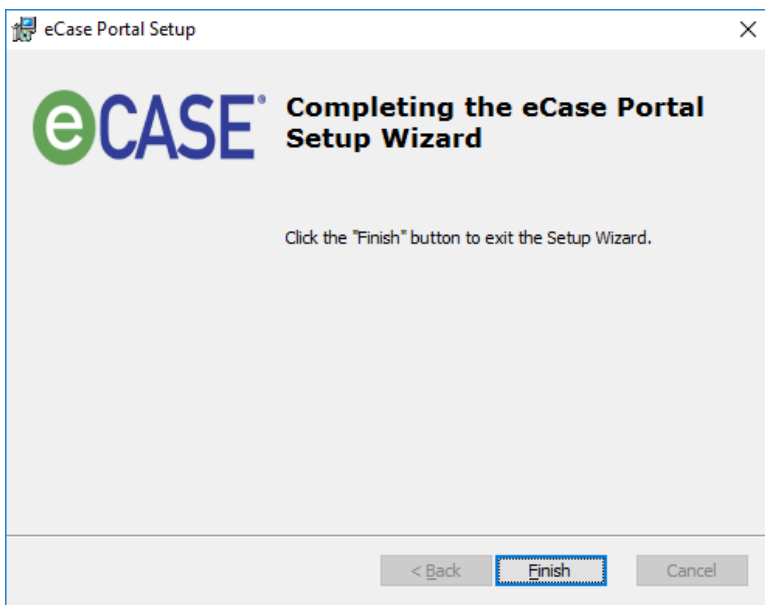 eCase Portal Setup
eCASE®
Completing the eCase Portal
Setup Wizard
Click the "Finish" button to exit the Setup Wizard.
< Back
Finish
Cancel